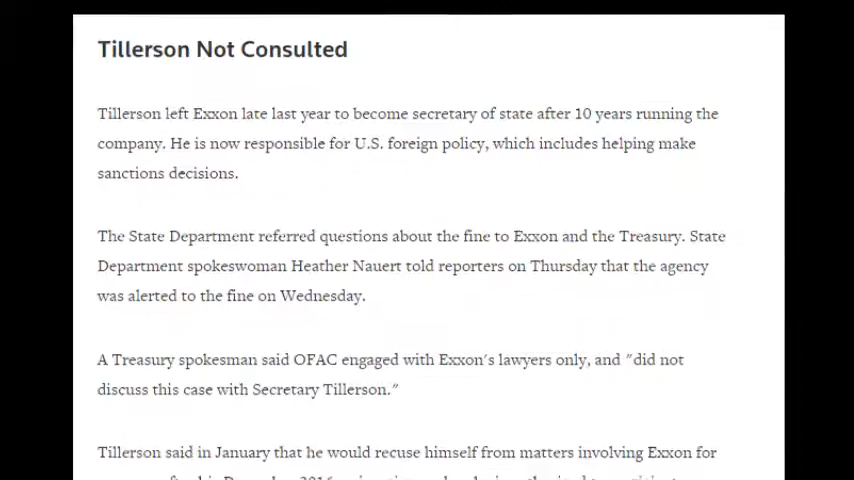 Tillerson Not Consulted
Tillerson left Exxon late last year to become secretary of state after 10 years running the
company. He is now responsible for U.S. foreign policy, which includes helping make
sanctions decisions.
The State Department referred questions about the fine to Exxon and the Treasury. State
Department spokeswoman Heather Nauert told reporters on Thursday that the agency
was alerted to the fine on Wednesday.
A Treasury spokesman said OFAC engaged with Exxon's lawyers only, and "did not
discuss this case with Secretary Tillerson."
Tillerson said in January that he would recuse himself from matters involving Exxon for